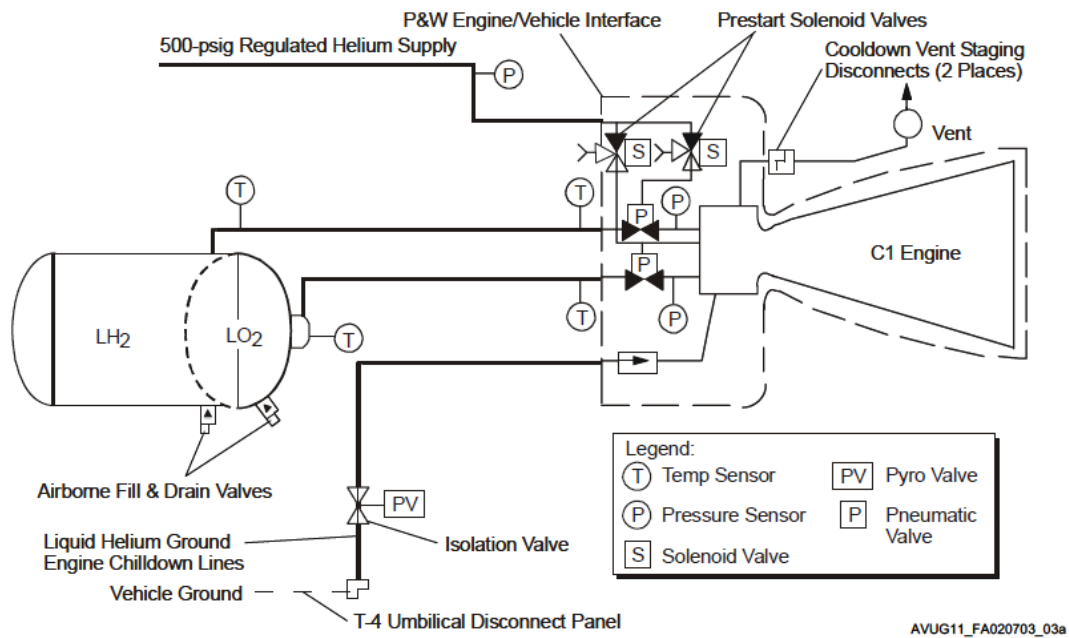 P&W Engine/Vehicle Interface
Prestart Solenoid Valves
500-psig Regulated Helium Supply
Cooldown Vent Staging
Disconnects (2 Places)
P
Vent
S
S
T
T
P
P
C1 Engine
P
LH2
LO2
T
T
P
Airborne Fill & Drain Valves
PV
Liquid Helium Ground
Engine Chilldown Lines
Isolation Valve
Vehicle Ground
T-4 Umbilical Disconnect Panel
Legend:
T Temp Sensor
PV Pyro Valve
P Pressure Sensor
P Pneumatic
Valve
S Solenoid Valve
AVUG11_FA020703_03a